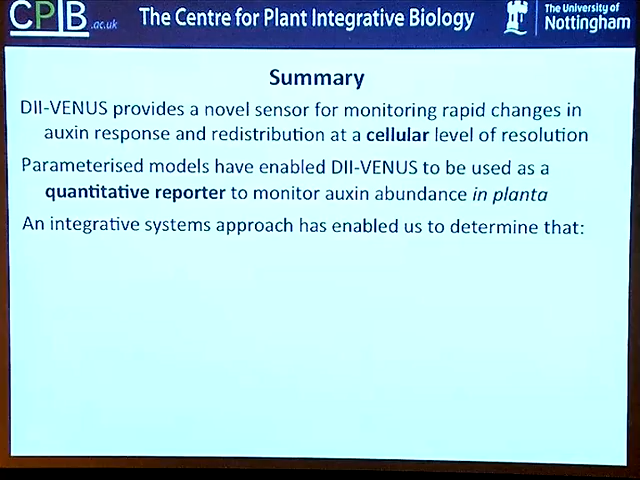 CPIB.ac.uk The Centre for Plant Integrative Biology The University of
Nottingham
Summary
DII-VENUS provides a novel sensor for monitoring rapid changes in
auxin response and redistribution at a cellular level of resolution
Parameterised models have enabled DII-VENUS to be used as a
quantitative reporter to monitor auxin abundance in planta
An integrative systems approach has enabled us to determine that: